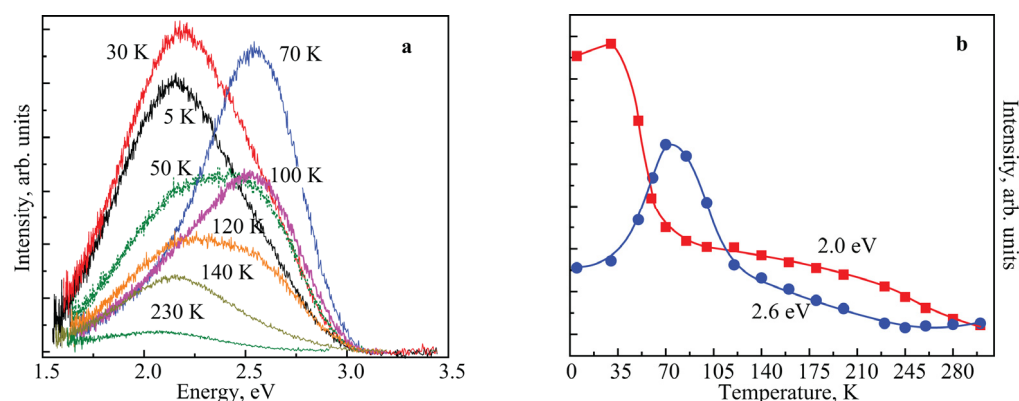 a
30 K
70 K
5 K
50 K
100 K
120 K
140 K
230 K
Intensity, arb. units
1.5 2.0 2.5 3.0 3.5
Energy, eV
b
2.0 eV
2.6 eV
Intensity, arb. units
0 35 70 105 140 175 210 245 280
Temperature, K